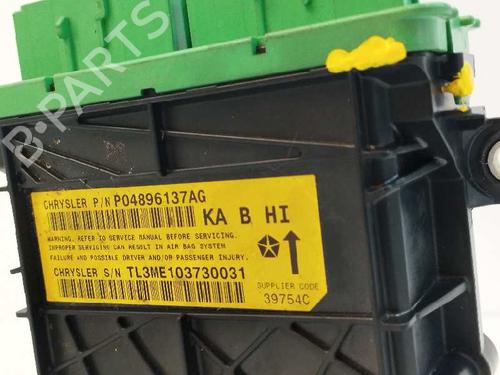 B-PARTS
CHRYSLER P/N P04896137AG
KA B HI
WARNING, REFER TO SERVICE MANUAL BEFORE SERVICING.
IMPROPER SERVICING CAN RESULT IN AIR BAG SYSTEM
FAILURE AND POSSIBLE DRIVER AND/OR PASSENGER INJURY.
CHRYSLER S/N TL3ME103730031
SUPPLIER CODE
39754C